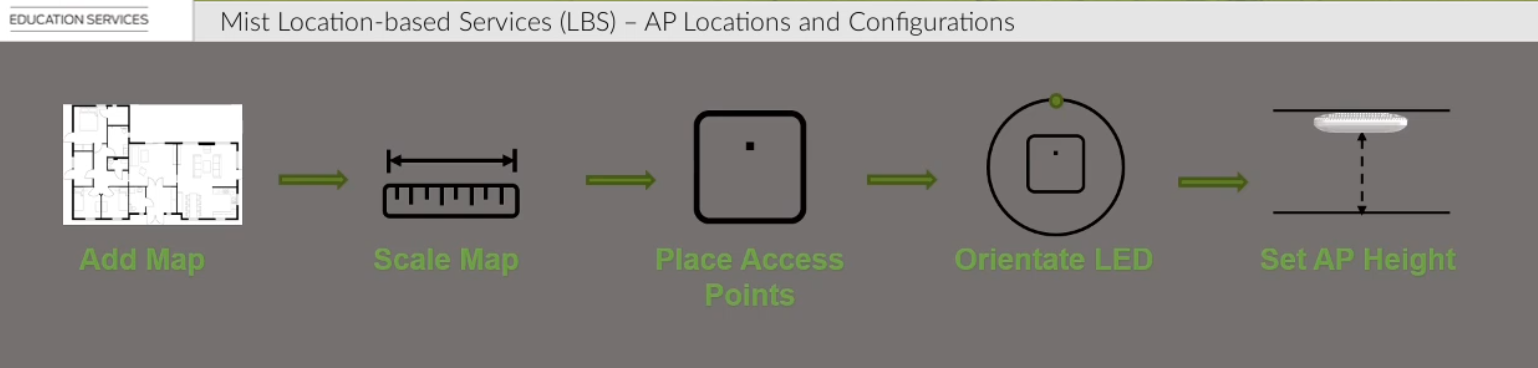 EDUCATION SERVICES
Mist Location-based Services (LBS) – AP Locations and Configurations
Add Map
Scale Map
Place Access
Points
Orientate LED
Set AP Height